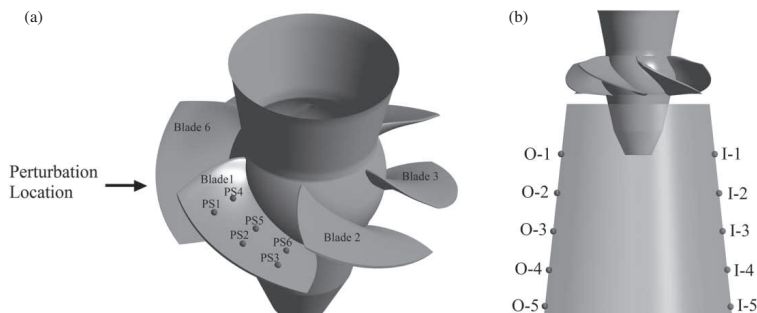 (a)
Blade 6
Perturbation
Location
Blade1
PS4
PS1
PS5
PS2
PS6
PS3
Blade 3
Blade 2
(b)
O-1
I-1
O-2
I-2
O-3
I-3
O-4
I-4
O-5
I-5